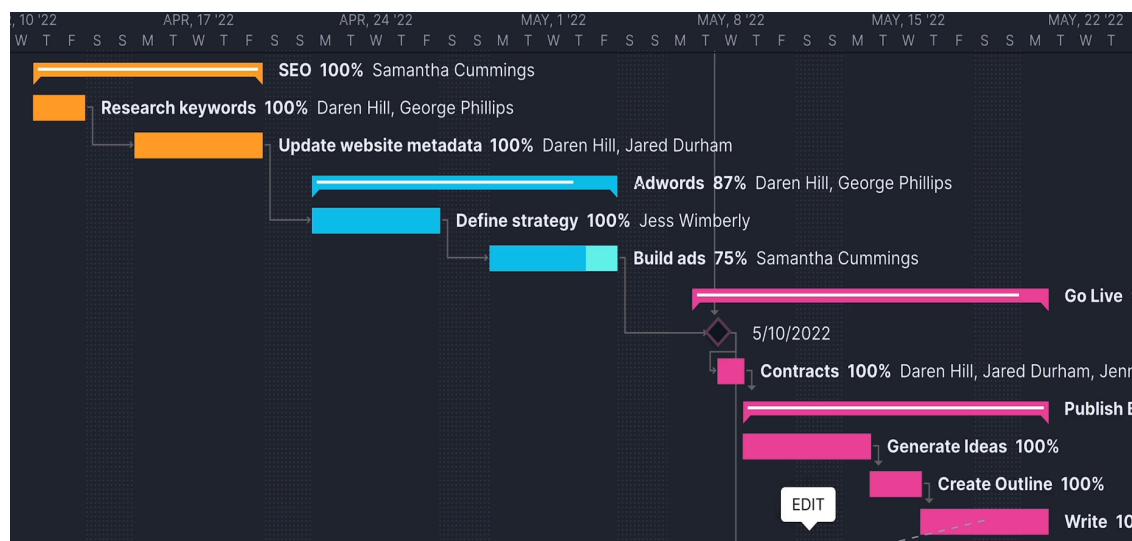 , 10 '22 APR, 17 '22 APR, 24 '22 MAY, 1 '22 MAY, 8 '22 MAY, 15 '22 MAY, 22 '22
W T F S S M T W T F S S M T W T F S S M T W T F S S M T W T F S S M T W T F S S M T W T
SEO 100% Samantha Cummings
Research keywords 100% Daren Hill, George Phillips
Update website metadata 100% Daren Hill, Jared Durham
Adwords 87% Daren Hill, George Phillips
Define strategy 100% Jess Wimberly
Build ads 75% Samantha Cummings
Go Live
5/10/2022
Contracts 100% Daren Hill, Jared Durham, Jenn
Publish
Generate Ideas 100%
Create Outline 100%
EDIT
Write 10